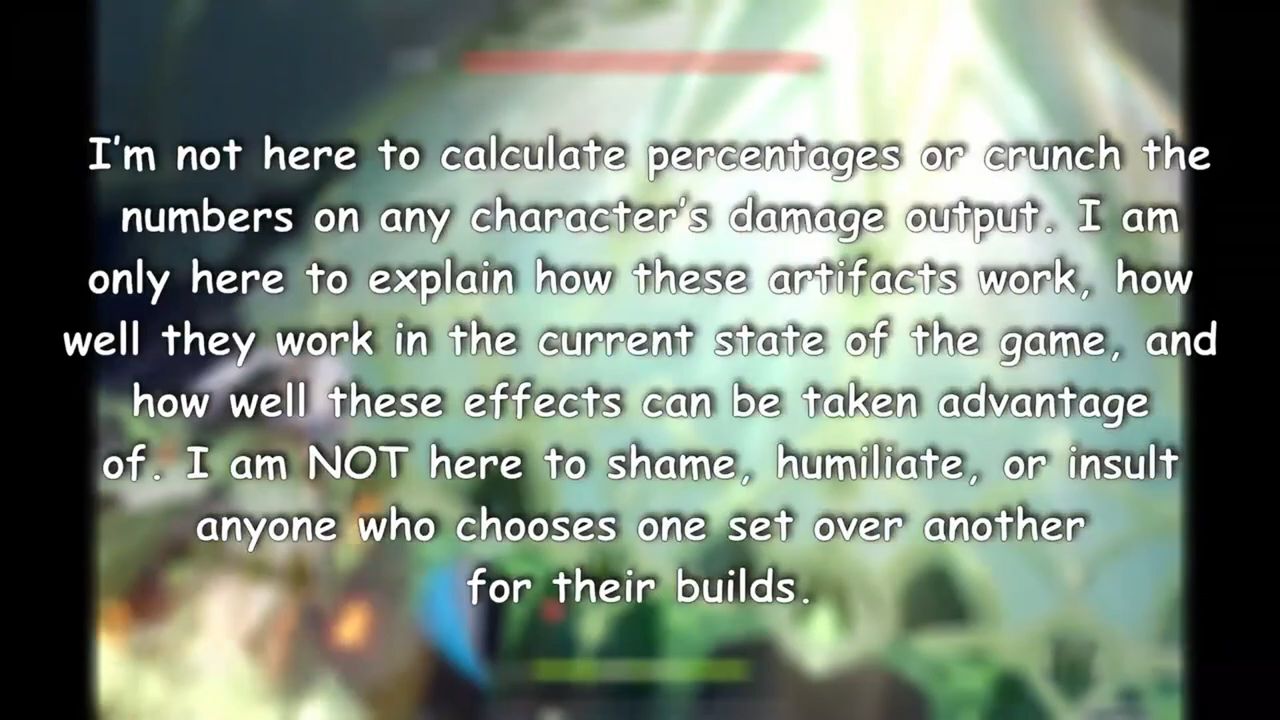 I'm not here to calculate percentages or crunch the
numbers on any character's damage output. I am
only here to explain how these artifacts work, how
well they work in the current state of the game, and
how well these effects can be taken advantage
of. I am NOT here to shame, humiliate, or insult
anyone who chooses one set over another
for their builds.